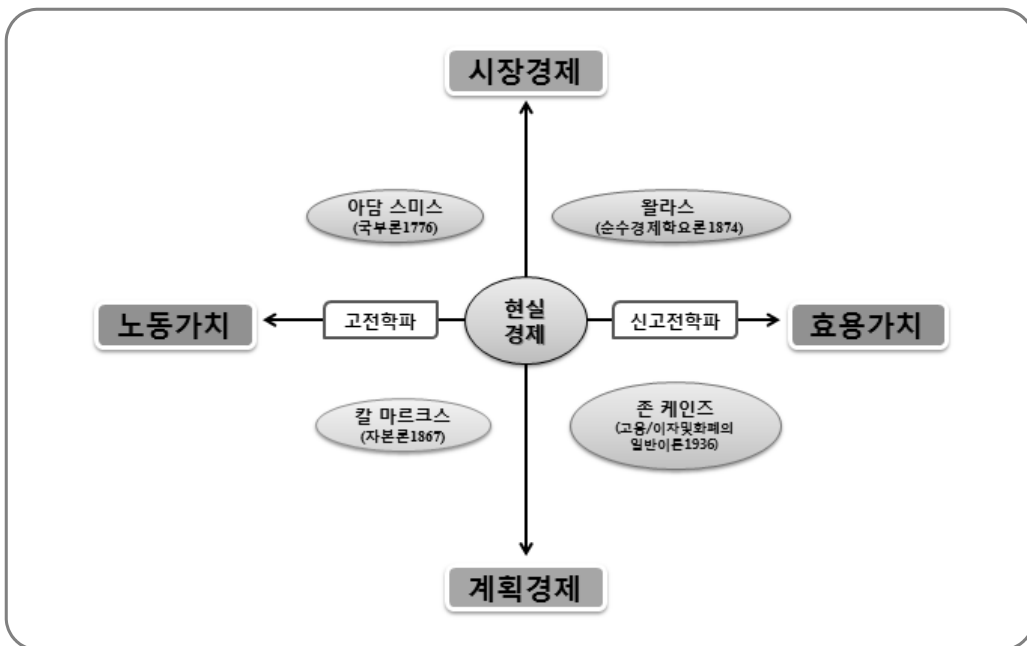 시장경제
아담 스미스
(국부론1776)
왈라스
(순수경제학요론1874)
노동가치
고전학파
현실
경제
신고전학파
효용가치
칼 마르크스
(자본론1867)
존 케인즈
(고용/이자및화폐의
일반이론1936)
계획경제